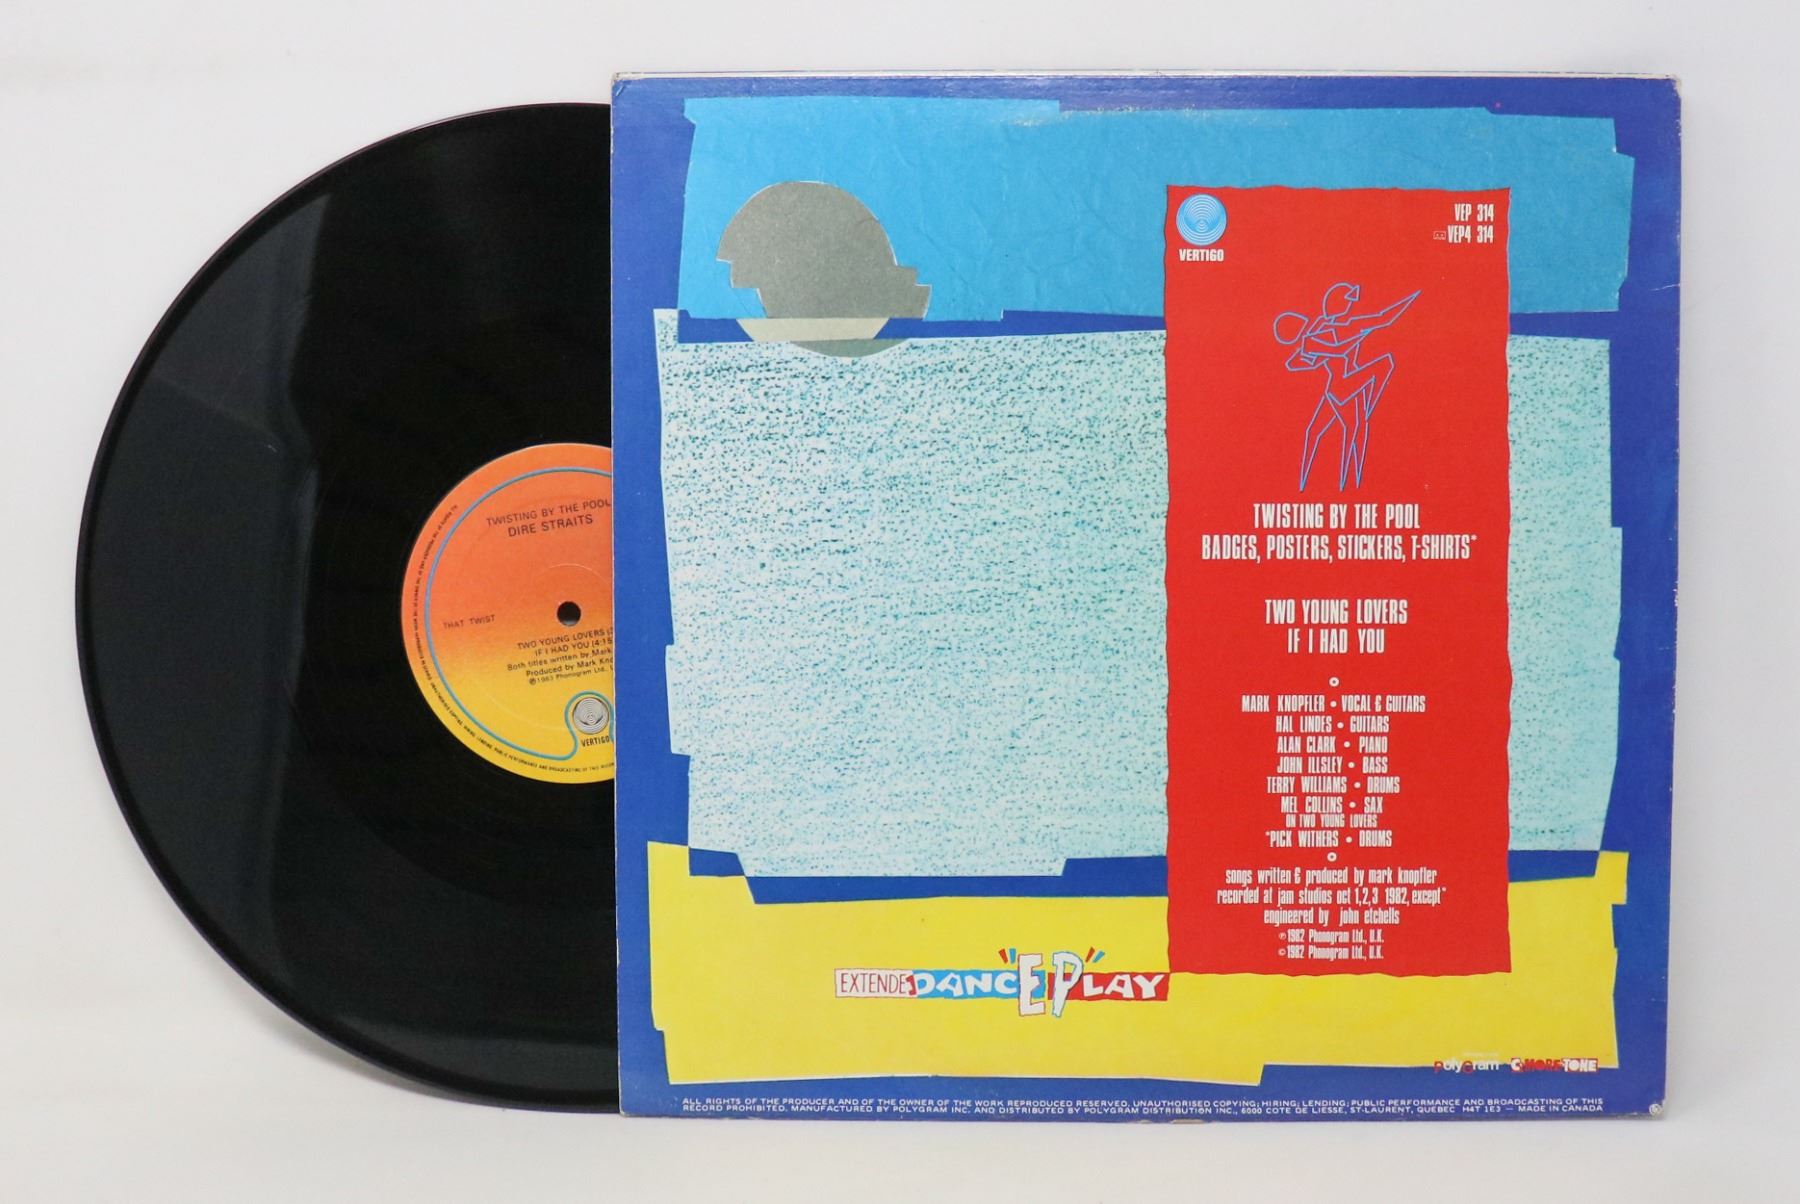 TWISTING BY THE POOL
DIRE STRAITS
THAT TWIST
TWO YOUNG LOVERS
IF I HAD YOU (4:15
Both titles written by Mark
Produced by Mark Kno
℗1983 Phonogram Ltd.
VERTIGO
VERTIGO
VEP 314
VEP4 314
TWISTING BY THE POOL
BADGES, POSTERS, STICKERS, T-SHIRTS*
TWO YOUNG LOVERS
IF I HAD YOU
MARK KNOPFLER • VOCAL & GUITARS
HAL LINDES • GUITARS
ALAN CLARK • PIANO
JOHN ILLSLEY • BASS
TERRY WILLIAMS • DRUMS
MEL COLLINS • SAX
ON TWO YOUNG LOVERS
*PICK WITHERS • DRUMS
songs written & produced by mark knopfler
recorded at jam studios oct 1,2,3 1982, except*
engineered by john etchells
℗ 1982 Phonogram Ltd., U.K.
© 1982 Phonogram Ltd., U.K.
EXTENDEDANCEPLAY
PolyGram C-MORE-TONE
ALL RIGHTS OF THE PRODUCER AND OF THE OWNER OF THE WORK REPRODUCED RESERVED. UNAUTHORISED COPYING; HIRING; LENDING; PUBLIC PERFORMANCE AND BROADCASTING OF THIS
RECORD PROHIBITED. MANUFACTURED BY POLYGRAM INC. AND DISTRIBUTED BY POLYGRAM DISTRIBUTION INC., 6000 COTE DE LIESSE, ST-LAURENT, QUEBEC H4T 1E3 — MADE IN CANADA